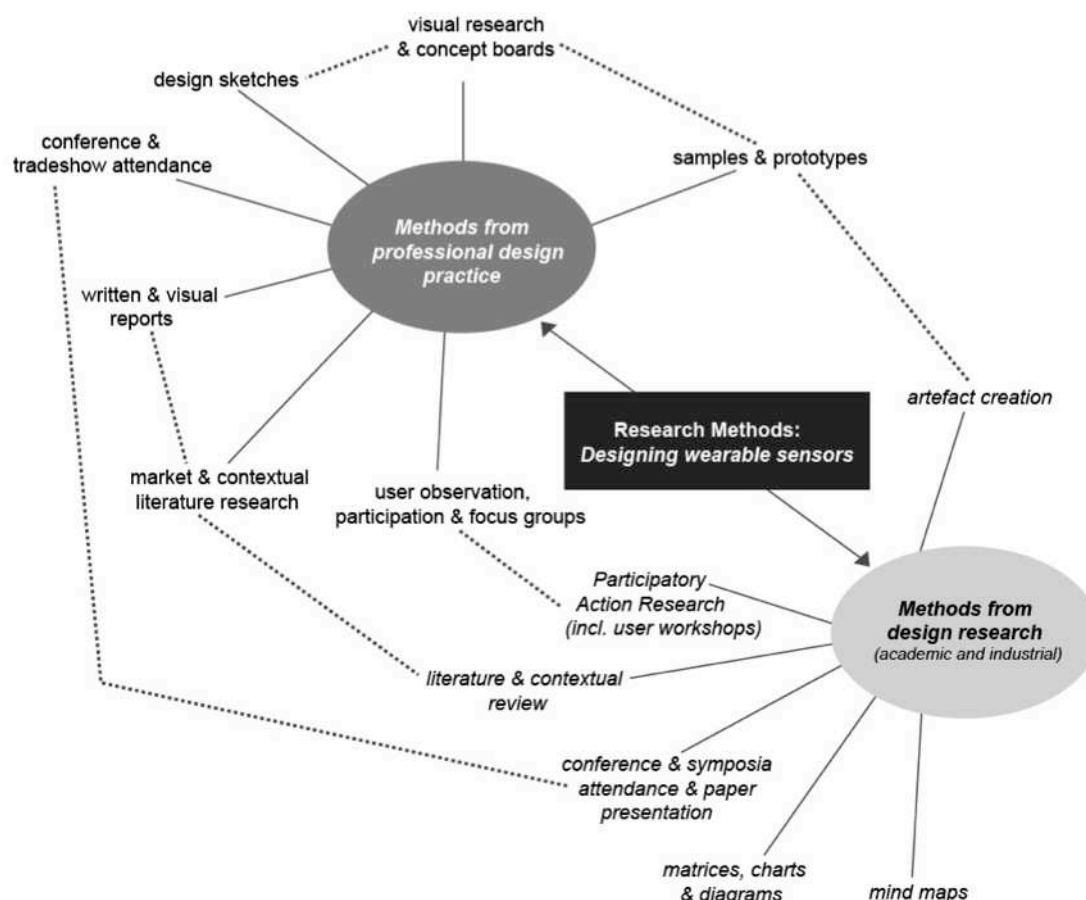 visual research
& concept boards
design sketches
conference &
tradeshow attendance
samples & prototypes
Methods from
professional design
practice
written & visual
reports
artefact creation
Research Methods:
Designing wearable sensors
market & contextual
literature research
user observation,
participation & focus groups
Participatory
Action Research
(incl. user workshops)
Methods from
design research
(academic and industrial)
literature & contextual
review
conference & symposia
attendance & paper
presentation
matrices, charts
& diagrams
mind maps